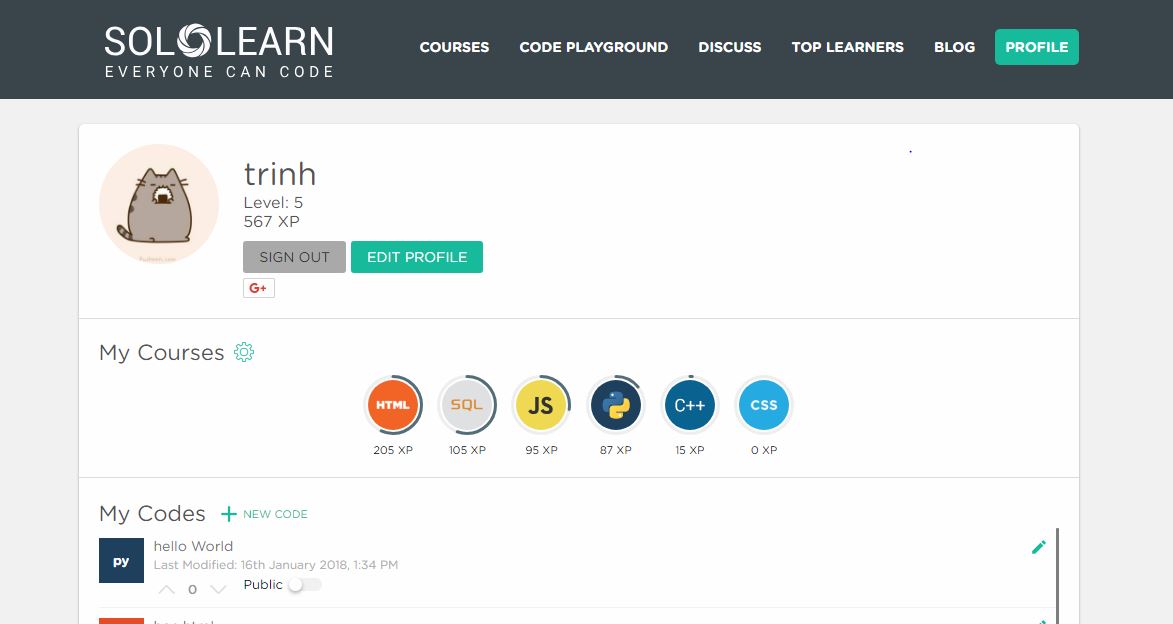 SOLOLEARN
EVERYONE CAN CODE
COURSES
CODE PLAYGROUND
DISCUSS
TOP LEARNERS
BLOG
PROFILE
trinh
Level: 5
567 XP
SIGN OUT
EDIT PROFILE
G+
My Courses
HTML
SQL
JS
C++
CSS
205 XP
105 XP
95 XP
87 XP
15 XP
0 XP
My Codes
NEW CODE
py
hello World
Last Modified: 16th January 2018, 1:34 PM
0
Public